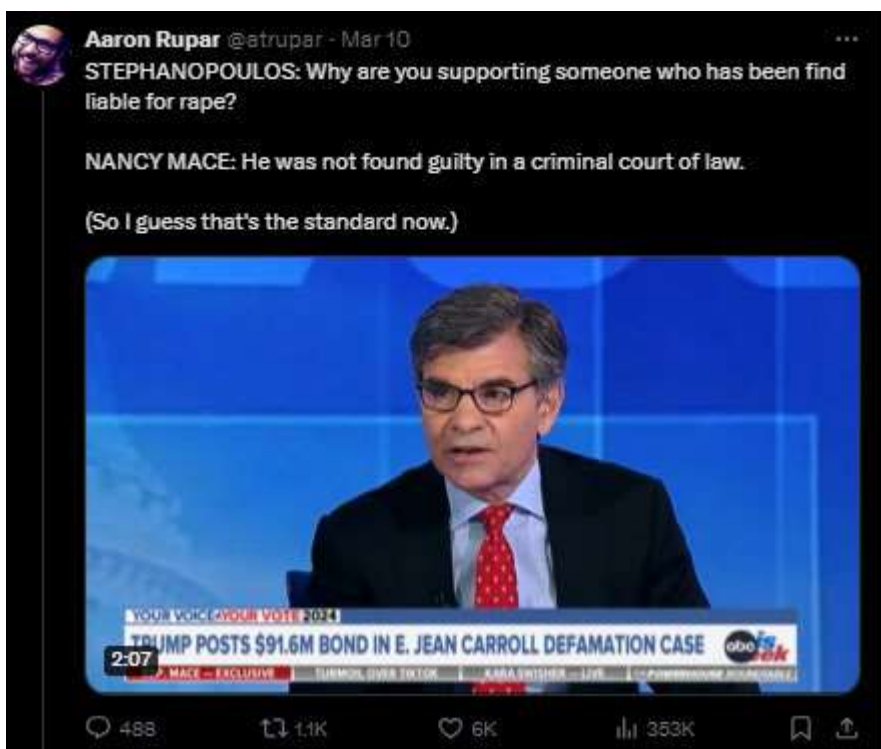 Aaron Rupar @atrupar - Mar 10
STEPHANOPOULOS: Why are you supporting someone who has been find
liable for rape?
NANCY MACE: He was not found guilty in a criminal court of law.
(So I guess that's the standard now.)
YOUR VOICE YOUR VOTE 2024
TRUMP POSTS $91.6M BOND IN E. JEAN CARROLL DEFAMATION CASE
abc
2:07
MACE — EXCLUSIVE TURMOIL OVER TIKTOK KARA SWISHER — LIVE POWERHOUSE ROUNDTABLE
488 1.1K 6K 353K